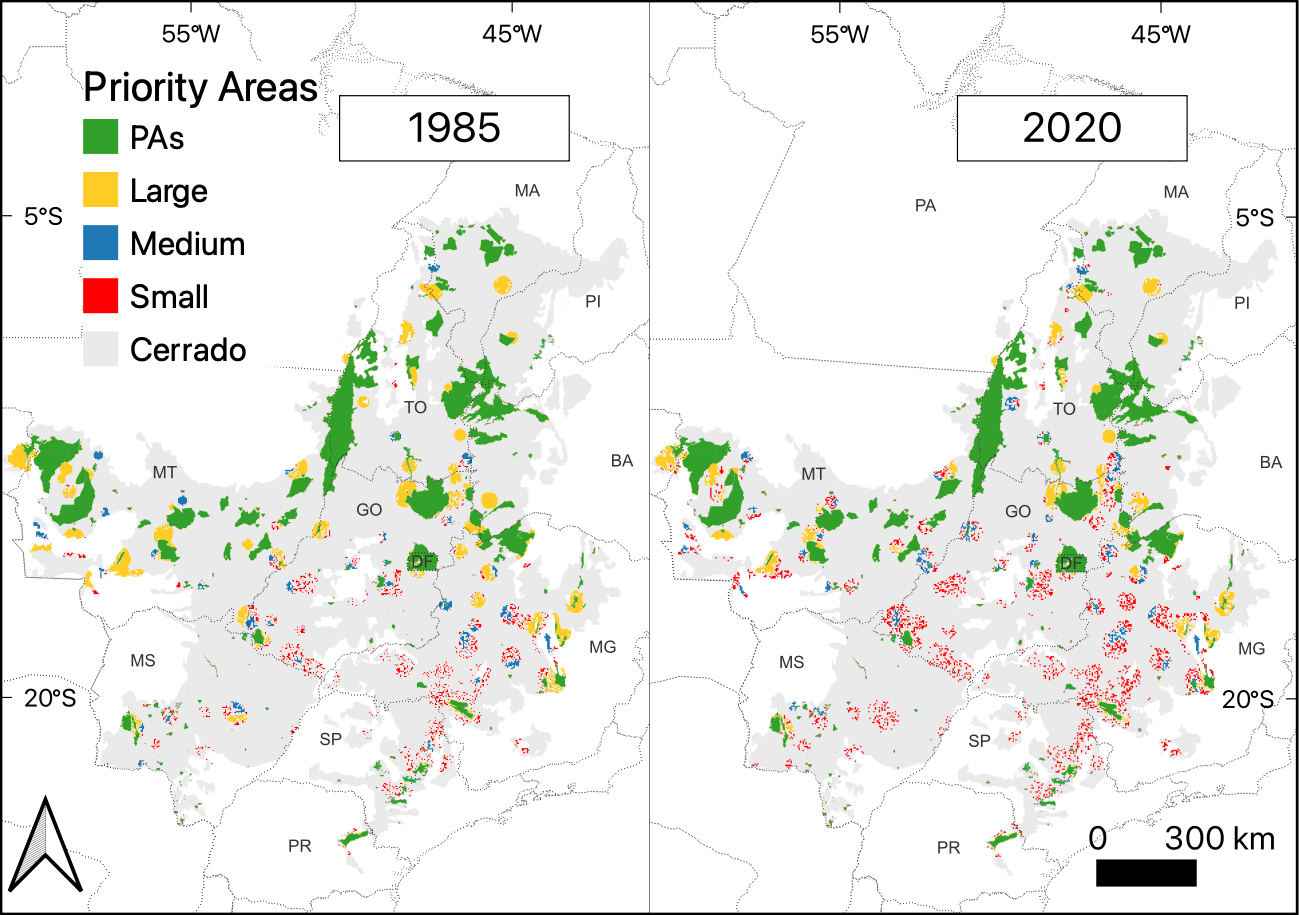 55°W
45°W
55°W
45°W
Priority Areas
1985
2020
PAs
Large
Medium
Small
Cerrado
5°S
5°S
MA
PI
TO
MT
BA
GO
DF
MS
MG
20°S
SP
PR
PA
MA
PI
TO
MT
BA
GO
DF
MS
MG
20°S
SP
PR
0 300 km